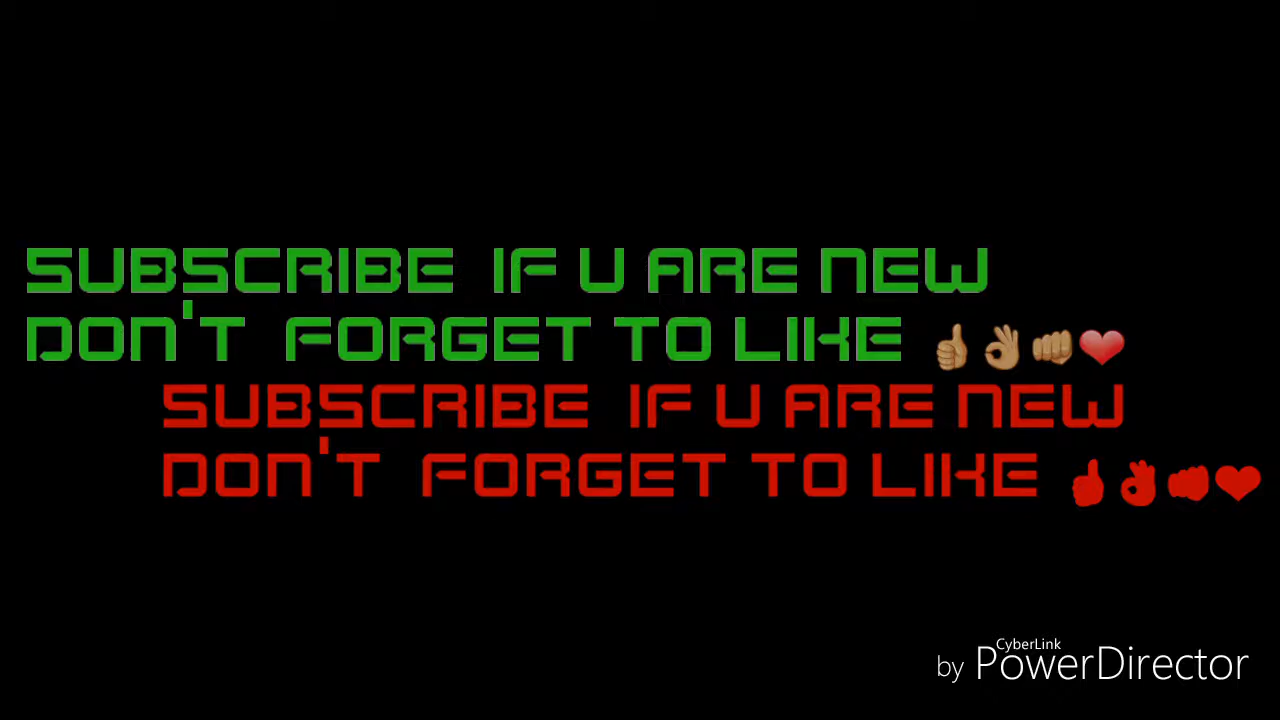 SUBSCRIBE IF U ARE NEW
DON'T FORGET TO LIKE 👍👌👊❤
SUBSCRIBE IF U ARE NEW
DON'T FORGET TO LIKE 👍👌👊❤
CyberLink
by PowerDirector